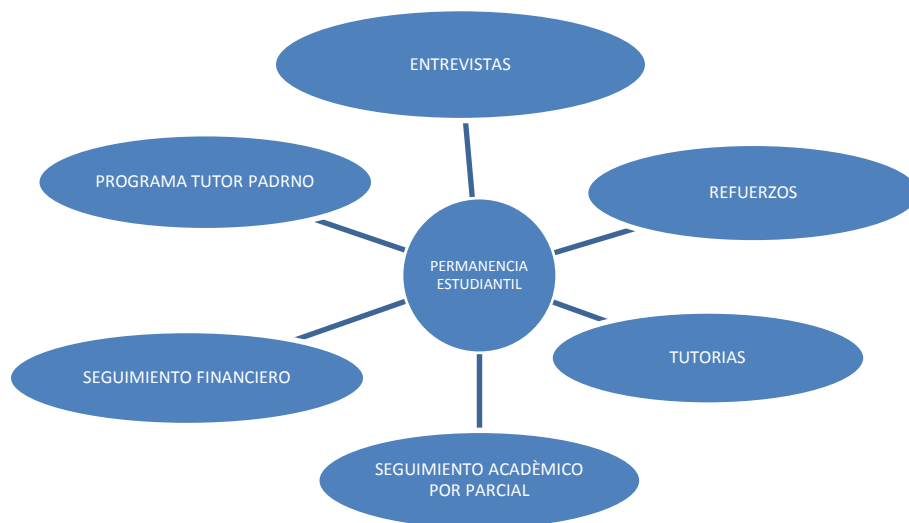 ENTREVISTAS
PROGRAMA TUTOR PADRNO
REFUERZOS
PERMANENCIA
ESTUDIANTIL
TUTORIAS
SEGUIMIENTO FINANCIERO
SEGUIMIENTO ACADÈMICO
POR PARCIAL